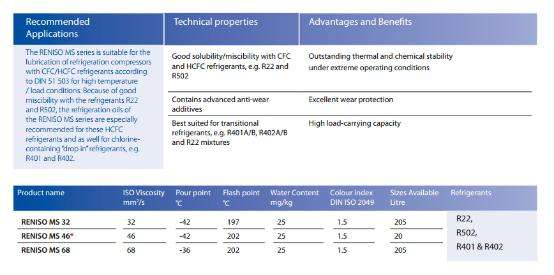 Recommended
Applications
Technical properties
Advantages and Benefits
The RENISO MS series is suitable for the
lubrication of refrigeration compressors
with CFC/HCFC refrigerants according
to DIN 51 503 for high temperature
/ load conditions. Because of good
miscibility with the refrigerants R22
and R502, the refrigeration oils of
the RENISO MS series are especially
recommended for these HCFC
refrigerants and as well for chlorine-
containing "drop in" refrigerants, e.g.
R401 and R402.
Good solubility/miscibility with CFC
and HCFC refrigerants, e.g. R22 and
R502
Outstanding thermal and chemical stability
under extreme operating conditions
Contains advanced anti-wear
additives
Excellent wear protection
Best suited for transitional
refrigerants, e.g. R401A/B, R402A/B
and R22 mixtures
High load-carrying capacity
Product name ISO Viscosity Pour point Flash point Water Content Colour Index Sizes Available Refrigerants
mm²/s °C °C mg/kg DIN ISO 2049 Litre
RENISO MS 32 32 -42 197 25 1.5 205
RENISO MS 46* 46 -42 202 25 1.5 20
RENISO MS 68 68 -36 202 25 1.5 205
R22,
R502,
R401 & R402